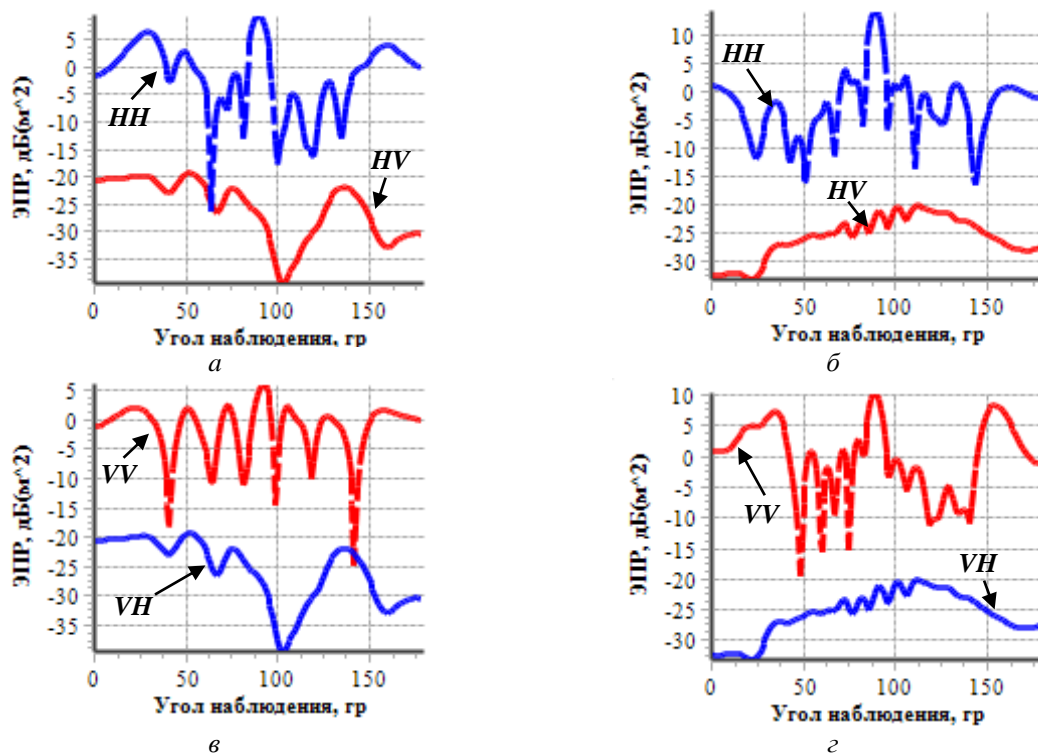 5
0
-5
-10
-15
-20
-25
-30
-35
ЭПР, дБ(м^2)
HH
HV
0 50 100 150
Угол наблюдения, гр
а
10
5
0
-5
-10
-15
-20
-25
-30
ЭПР, дБ(м^2)
HH
HV
0 50 100 150
Угол наблюдения, гр
б
5
0
-5
-10
-15
-20
-25
-30
-35
ЭПР, дБ(м^2)
VV
VH
0 50 100 150
Угол наблюдения, гр
в
10
5
0
-5
-10
-15
-20
-25
-30
ЭПР, дБ(м^2)
VV
VH
0 50 100 150
Угол наблюдения, гр
г